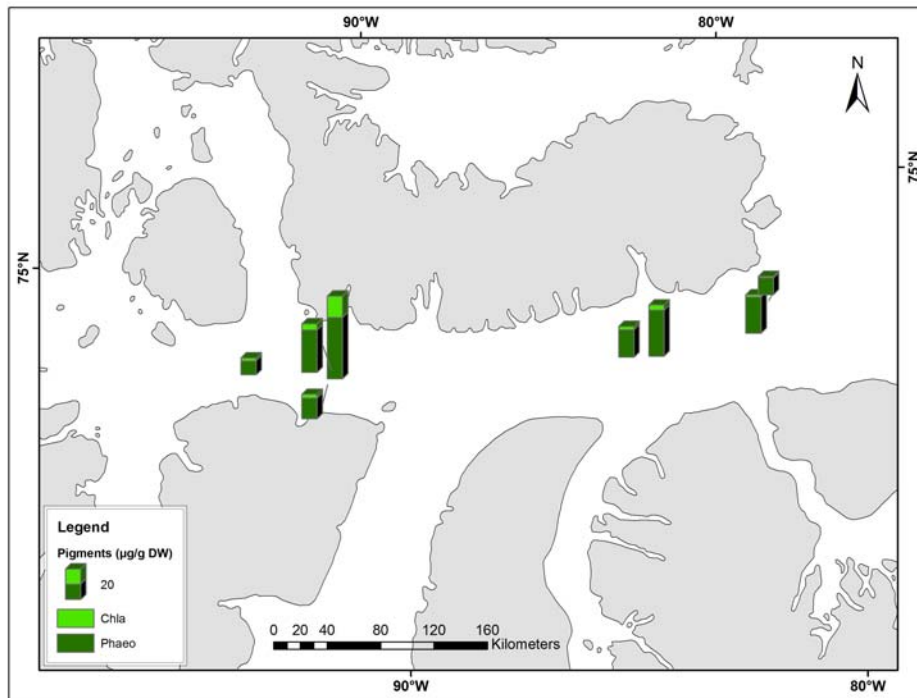 90°W 80°W
N
75°N
75°N
Legend
Pigments (µg/g DW)
20
Chla
Phaeo
0 20 40 80 120 160
Kilometers
90°W 80°W